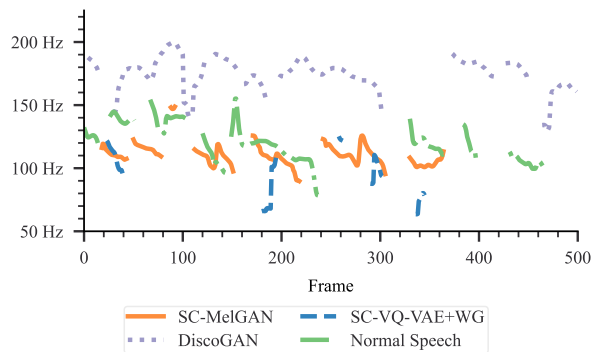 200 Hz
150 Hz
100 Hz
50 Hz
0 100 200 300 400 500
Frame
SC-MelGAN SC-VQ-VAE+WG
DiscoGAN Normal Speech